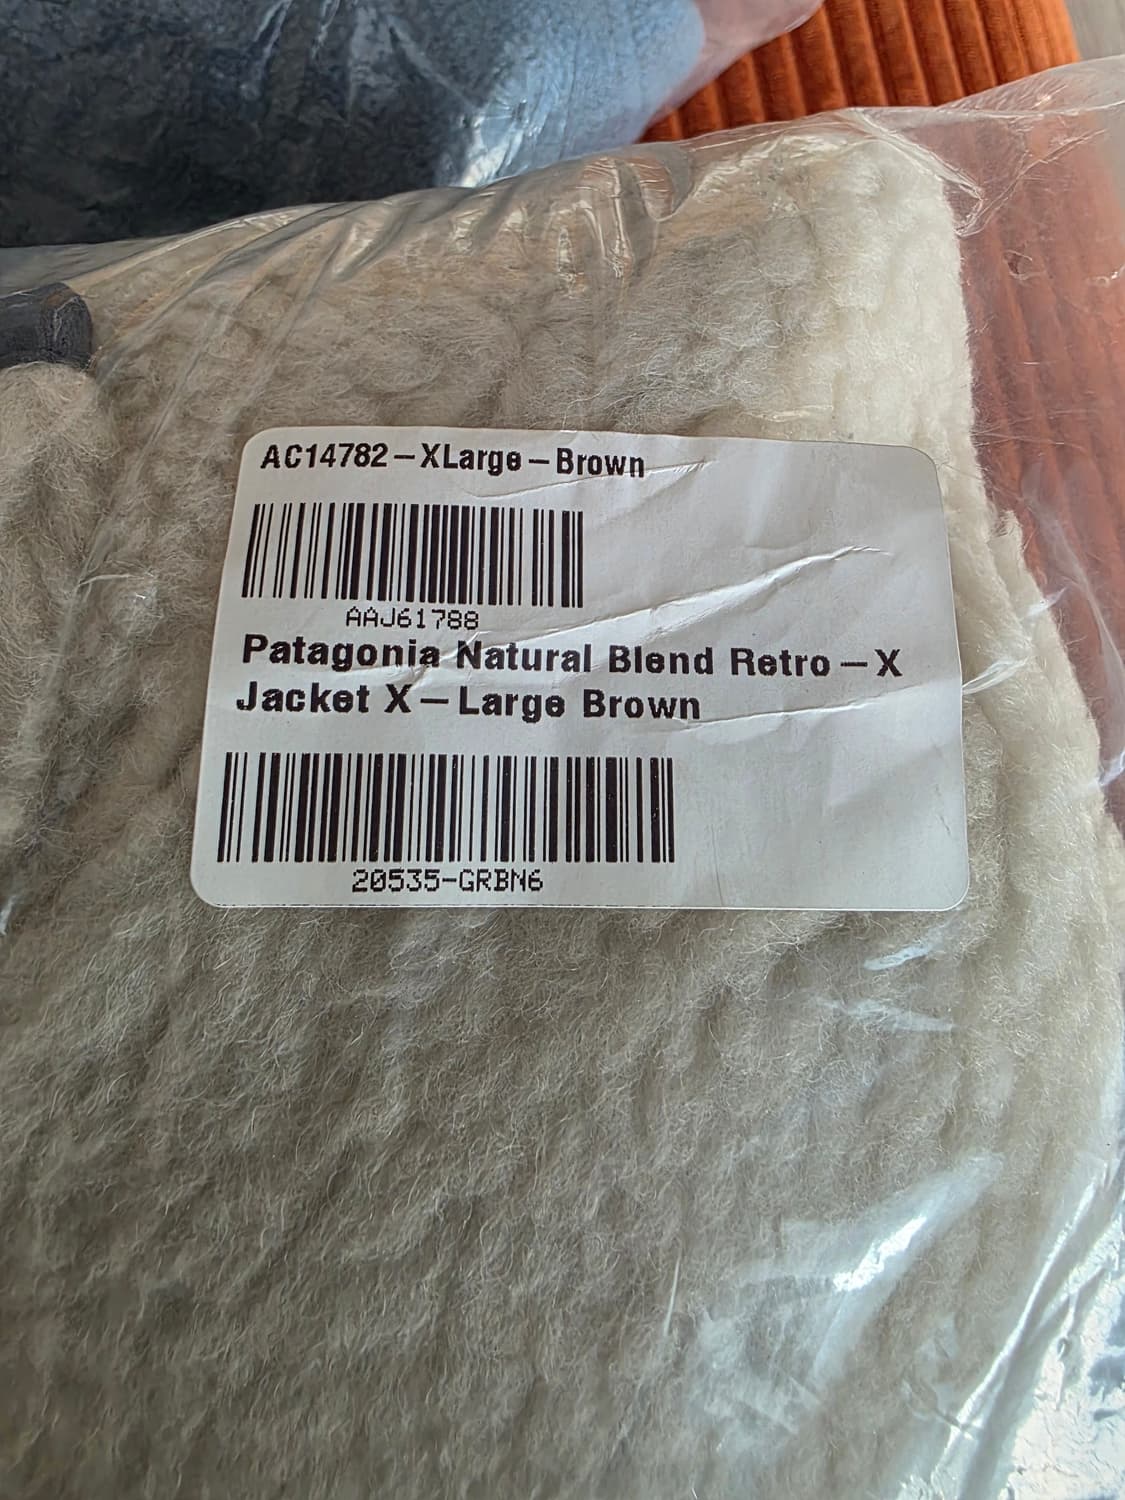 AC14782-XLarge-Brown
AAJ61788
Patagonia Natural Blend Retro-X
Jacket X-Large Brown
20535-GRBN6